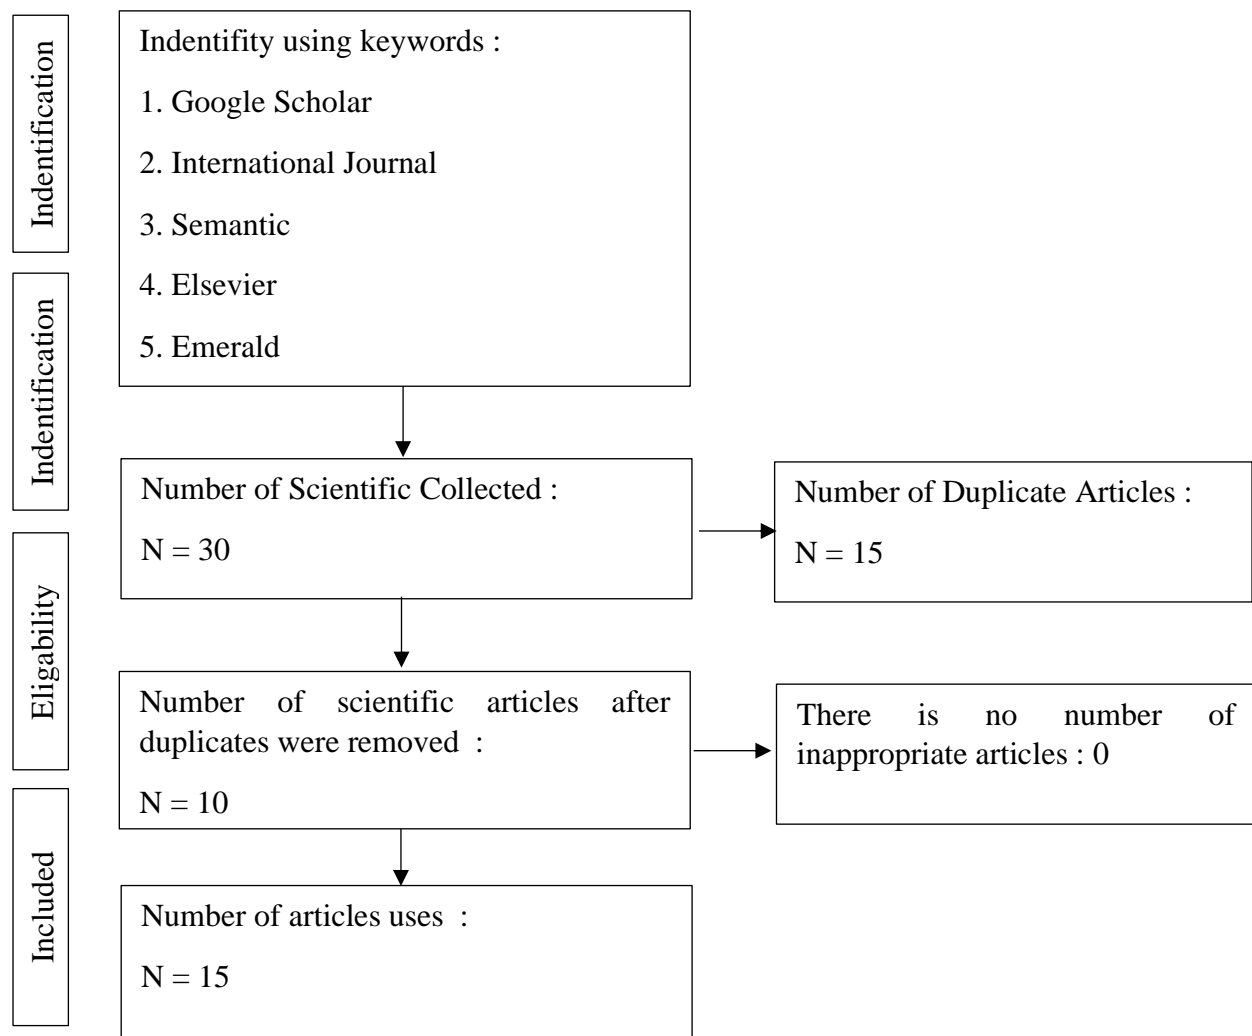 Indentification
Indentifity using keywords :
1. Google Scholar
2. International Journal
3. Semantic
4. Elsevier
5. Emerald
Indentification
Number of Scientific Collected :
N = 30
Number of Duplicate Articles :
N = 15
Eligability
Number of scientific articles after
duplicates were removed :
N = 10
There is no number of
inappropriate articles : 0
Included
Number of articles uses :
N = 15